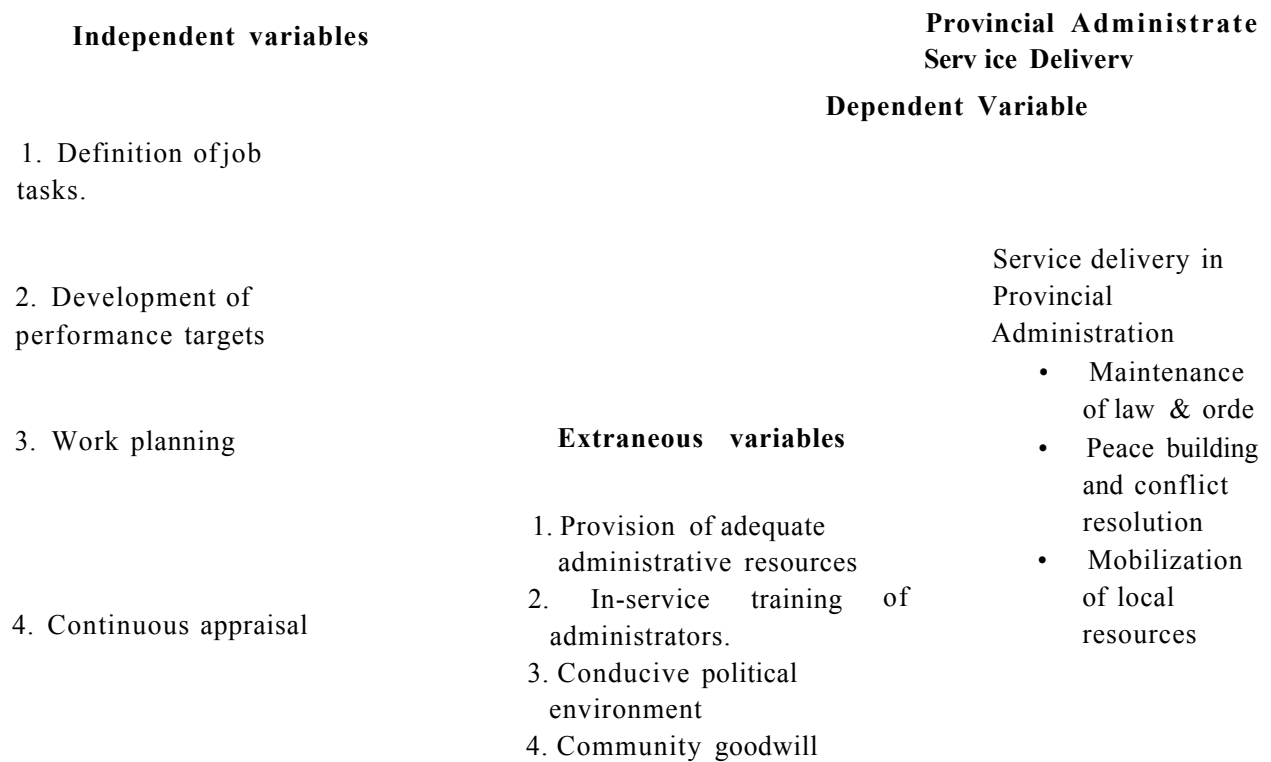 Independent variables
Provincial Administrate
Serv ice Deliverv
Dependent Variable
1. Definition of job
tasks.
2. Development of
performance targets
3. Work planning
4. Continuous appraisal
Extraneous variables
1. Provision of adequate
administrative resources
2. In-service training of
administrators.
3. Conducive political
environment
4. Community goodwill
Service delivery in
Provincial
Administration
• Maintenance
of law & orde
• Peace building
and conflict
resolution
• Mobilization
of local
resources